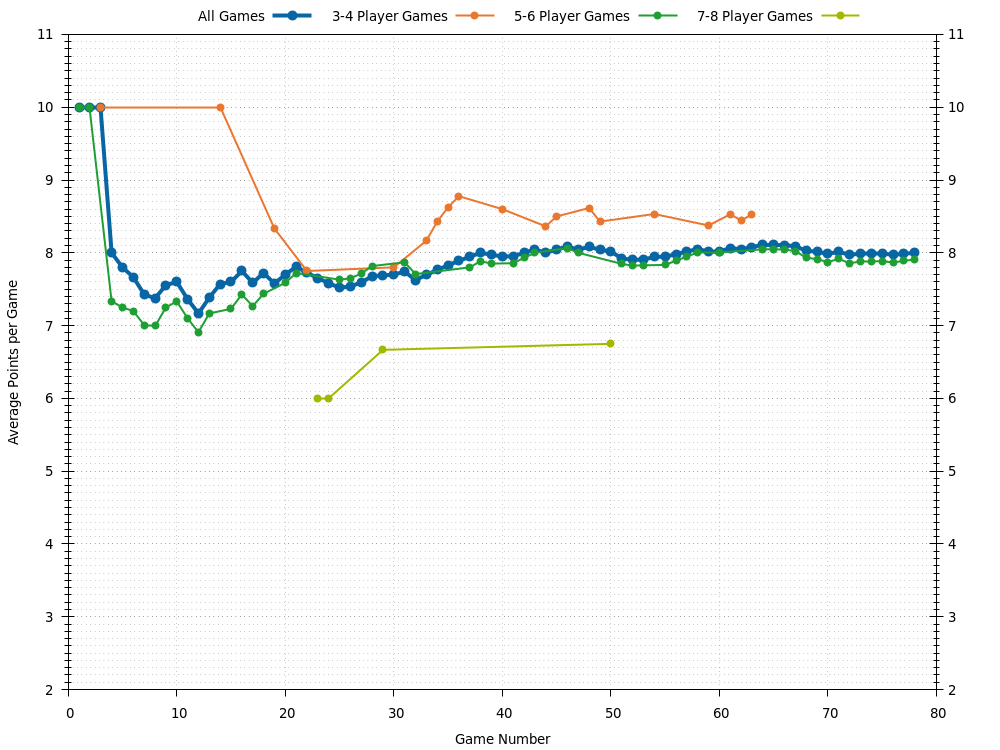 All Games 3-4 Player Games 5-6 Player Games 7-8 Player Games
11 11
10 10
9 9
8 8
7 7
6 6
5 5
4 4
3 3
2 2
Average Points per Game
0 10 20 30 40 50 60 70 80
Game Number